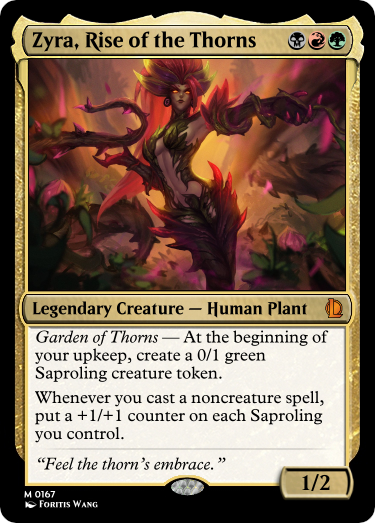 Zyra, Rise of the Thorns
Legendary Creature — Human Plant
Garden of Thorns — At the beginning of
your upkeep, create a 0/1 green
Saproling creature token.
Whenever you cast a noncreature spell,
put a +1/+1 counter on each Saproling
you control.
“Feel the thorn’s embrace.”
1/2
M 0167
Foritis Wang